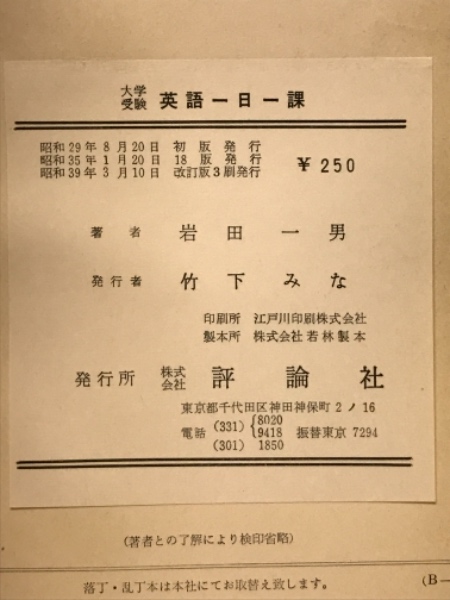 大学受験 英語一日一課
昭和29年8月20日 初版発行
昭和35年1月20日 18版発行
昭和39年3月10日 改訂版3刷発行
¥250
著者 岩田一男
発行者 竹下みな
印刷所 江戸川印刷株式会社
製本所 株式会社若林製本
発行所 株式会社 評論社
東京都千代田区神田神保町2ノ16
電話 (331) 8020
9418 振替東京 7294
(301) 1850
(著者との了解により検印省略)
落丁・乱丁本は本社にてお取替え致します。
(B—